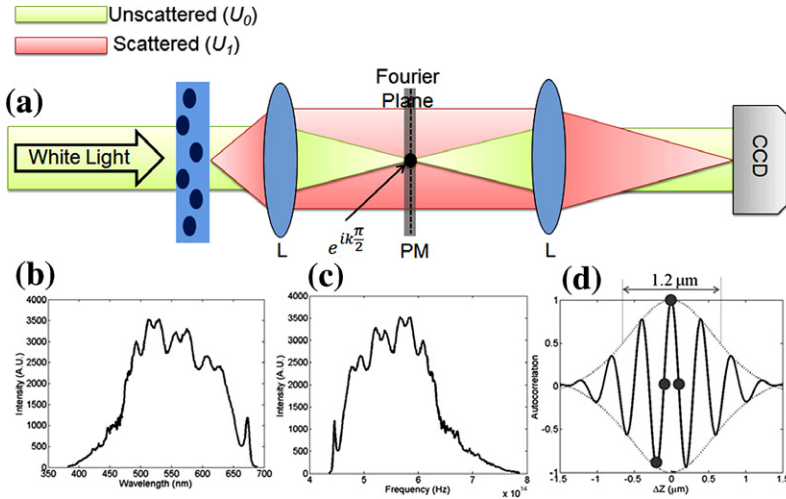 Unscattered (U₀)
Scattered (U₁)
(a)
Fourier
Plane
White Light
CCD
e^{ik\frac{π}{2}}
L
PM
L
(b)
4000
3500
3000
2500
2000
1500
1000
500
0
350
400
450
500
550
600
650
700
Intensity (A.U.)
Wavelength (nm)
(c)
4000
3500
3000
2500
2000
1500
1000
500
0
4
5
6
7
8
x 10¹⁴
Intensity (A.U.)
Frequency (Hz)
(d)
1.2 μm
1
0.5
0
-0.5
-1
-1.5
-1
-0.5
0
0.5
1
1.5
Autocorrelation
ΔZ (μm)